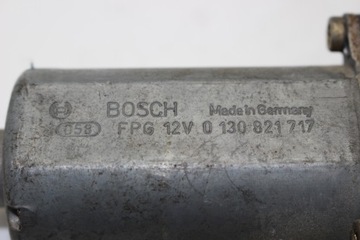 BOSCH Made in Germany
058 FPG 12V 0 130 821 717